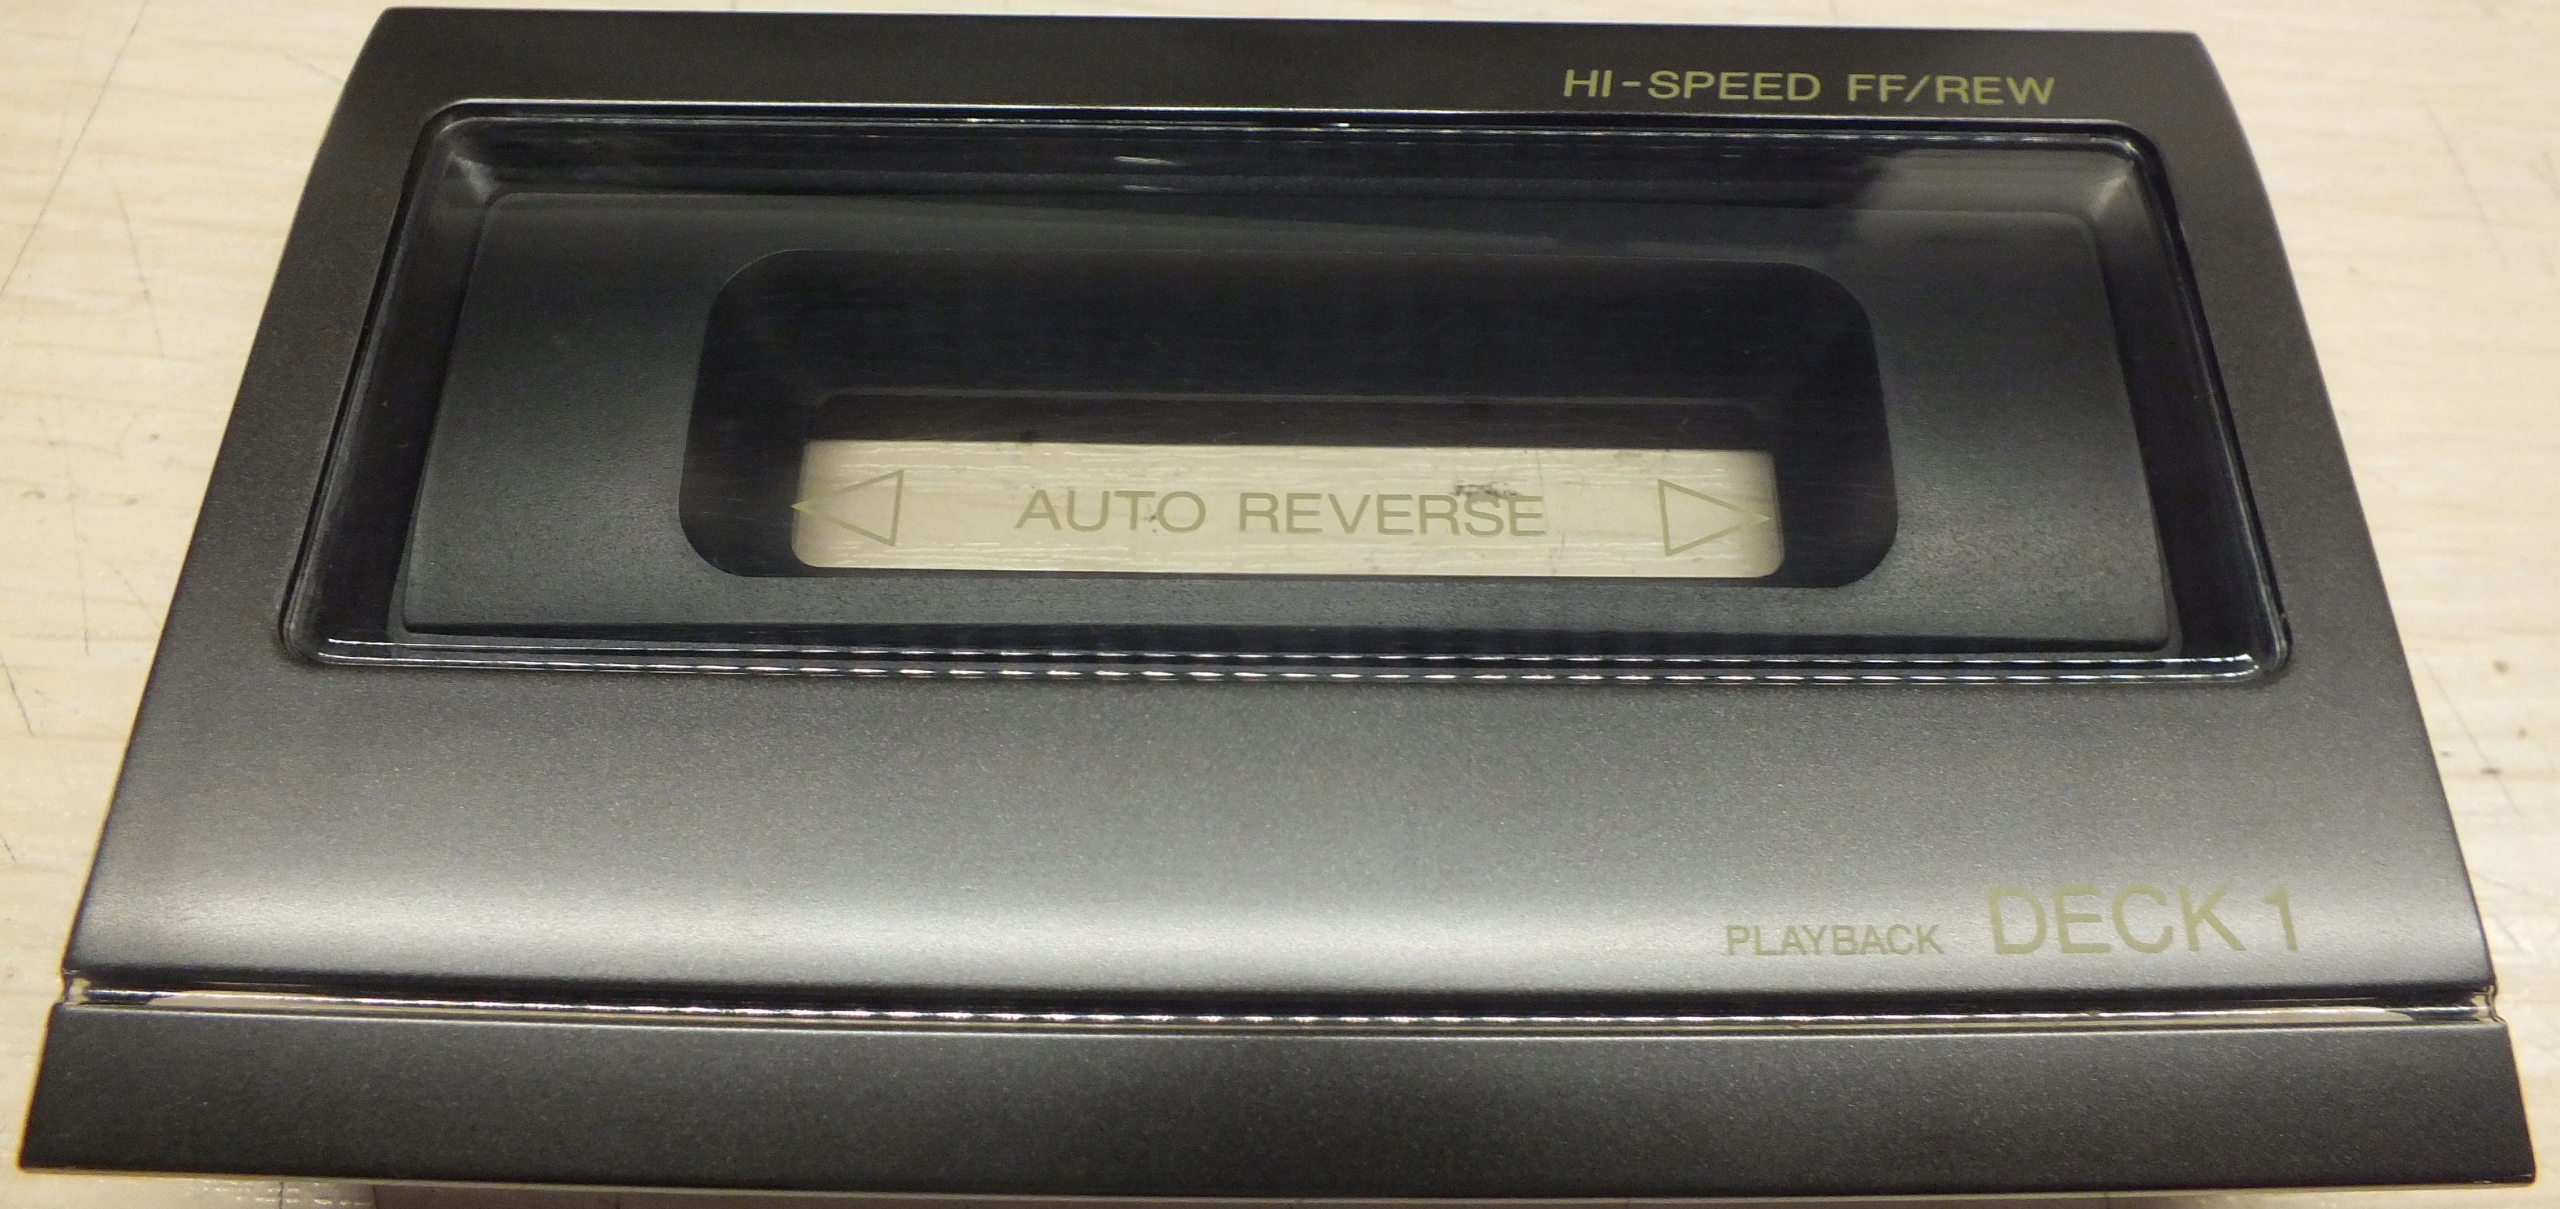 HI-SPEED FF/REW
AUTO REVERSE
PLAYBACK DECK 1